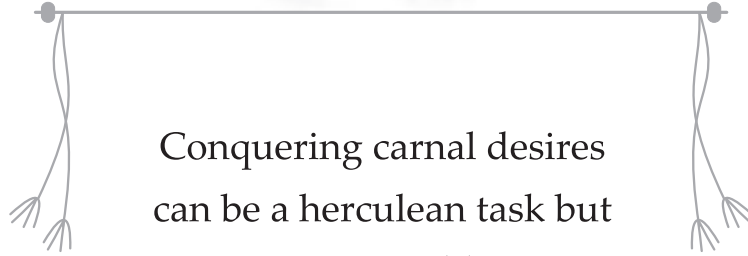 Conquering carnal desires
can be a herculean task but